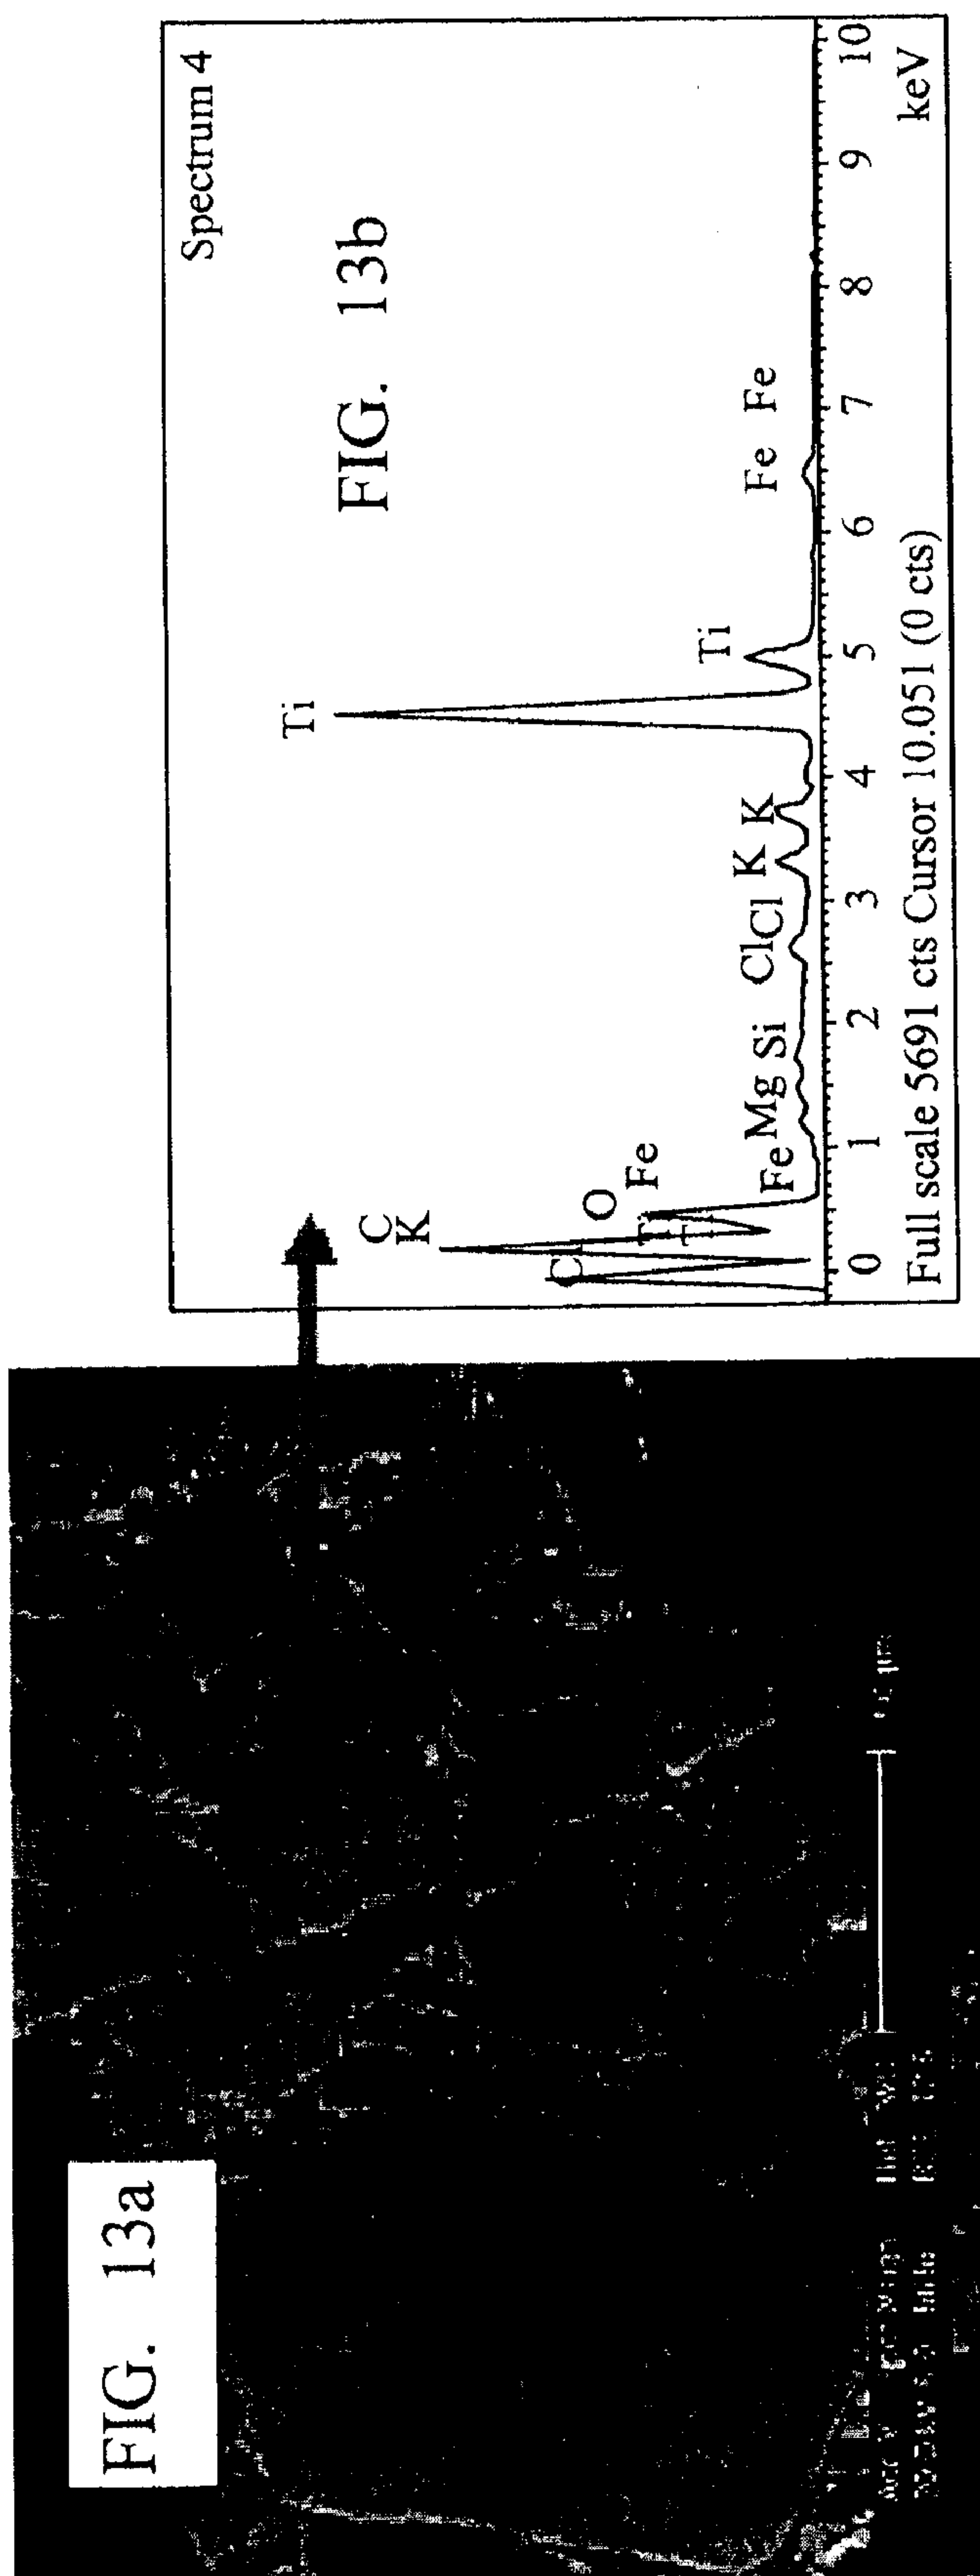 FIG. 13a
Spectrum 4
FIG. 13b
C
K
C
O
Fe
Ti
Fe
Mg
Si
Cl
Cl
K
K
Ti
Ti
Fe
Fe
0
1
2
3
4
5
6
7
8
9
10
keV
Full scale 5691 cts Cursor 10.051 (0 cts)